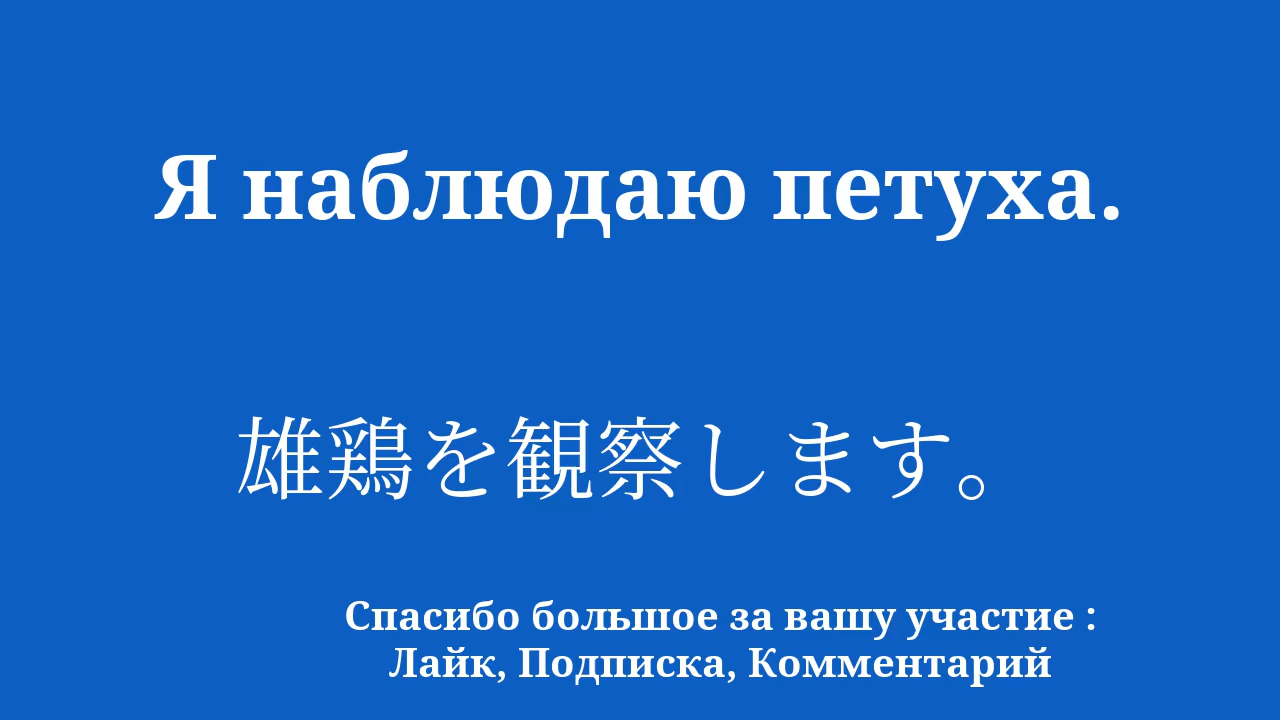 Я наблюдаю петуха.
雄鶏を観察します。
Спасибо большое за вашу участие :
Лайк, Подписка, Комментарий